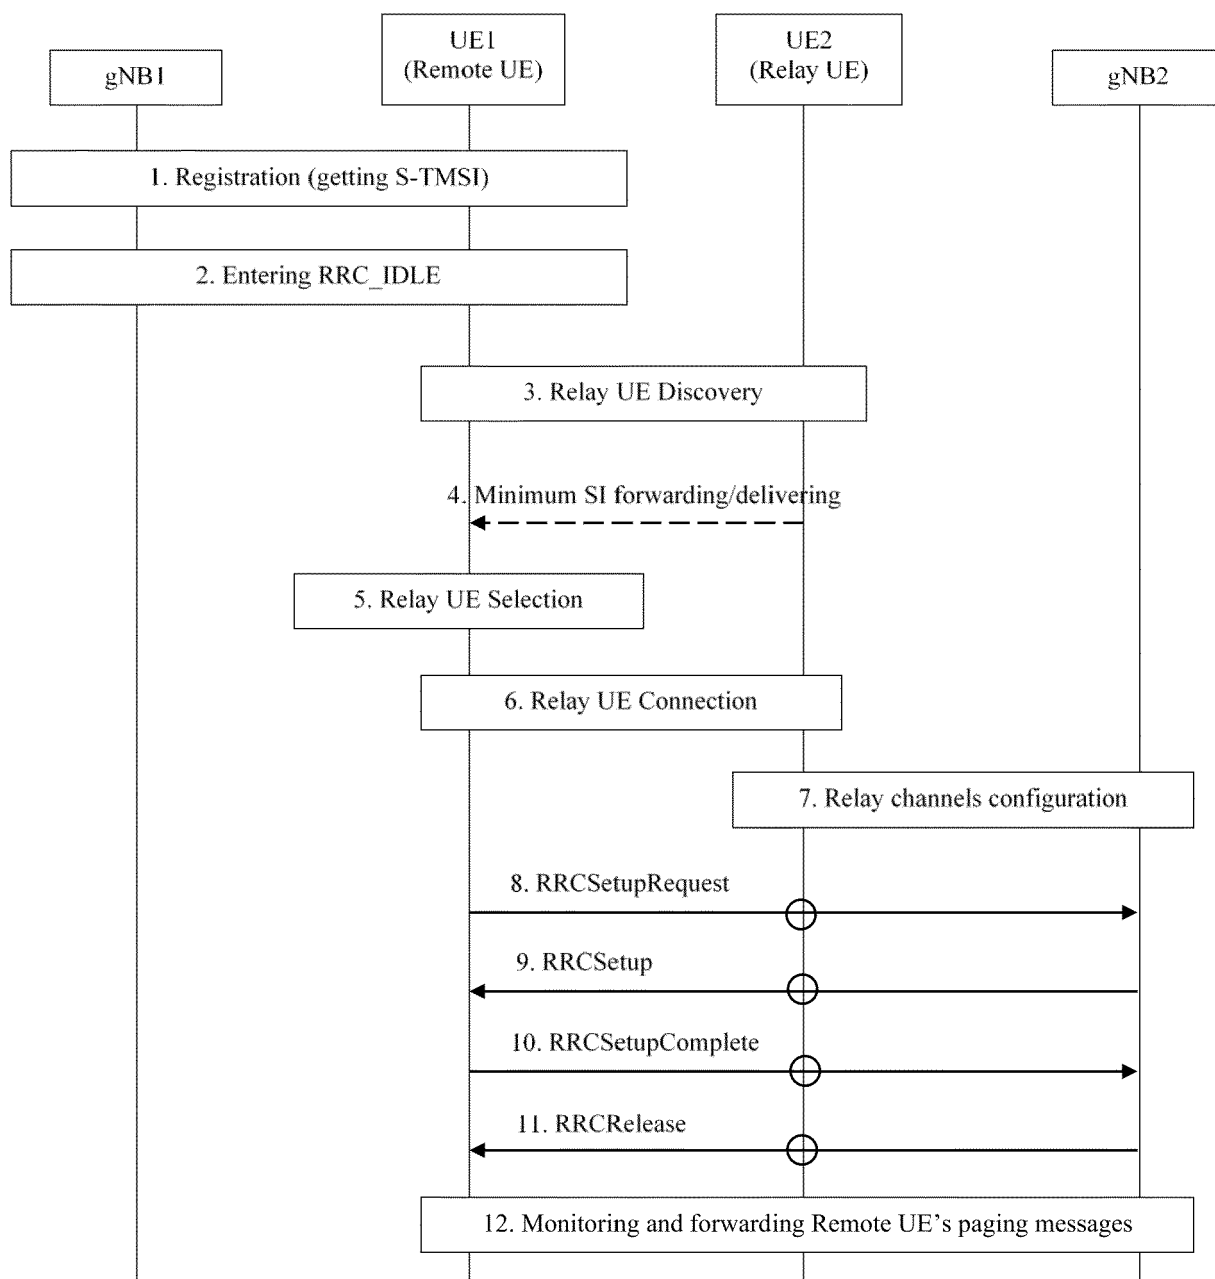 gNB1
UE1
(Remote UE)
UE2
(Relay UE)
gNB2
1. Registration (getting S-TMSI)
2. Entering RRC_IDLE
3. Relay UE Discovery
4. Minimum SI forwarding/delivering
5. Relay UE Selection
6. Relay UE Connection
7. Relay channels configuration
8. RRCSetupRequest
9. RRCSetup
10. RRCSetupComplete
11. RRCRelease
12. Monitoring and forwarding Remote UE's paging messages